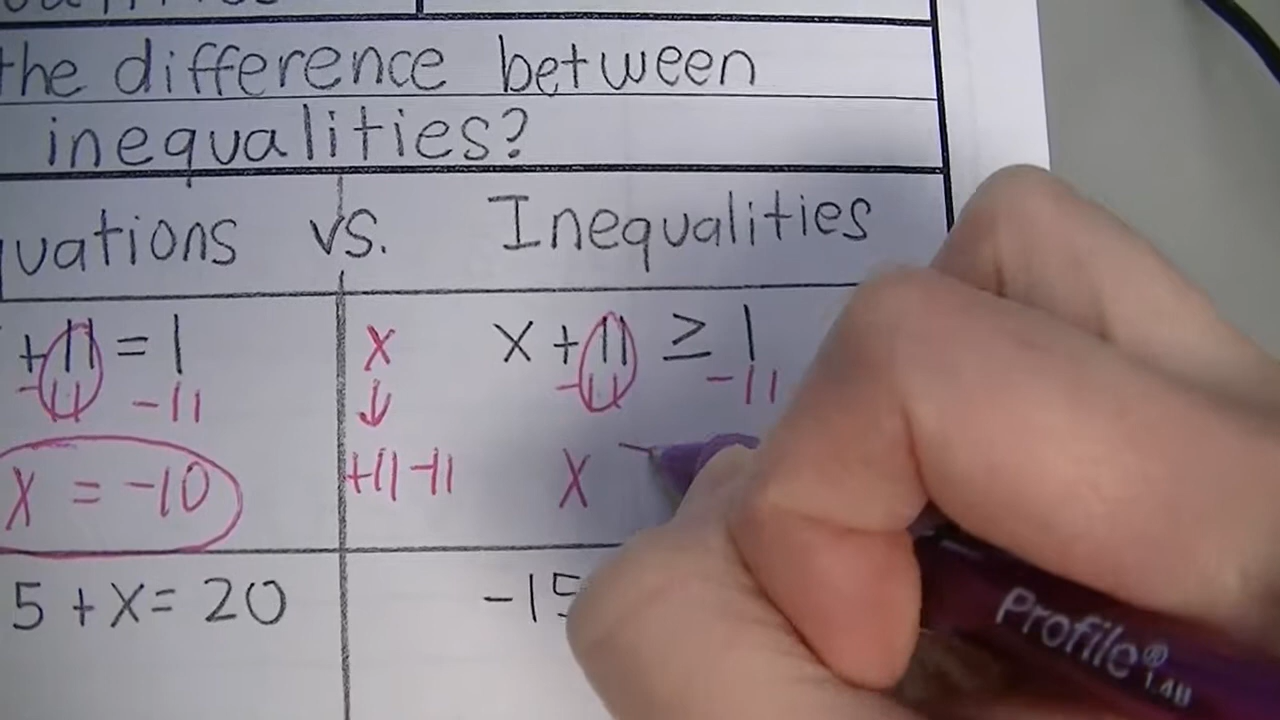 the difference between
inequalities?
uations vs. Inequalities
+11 = 1
-11 -11
x = -10
x
↓
+11 -11
x + 11 ≥ 1
-11 -11
x
5 + x = 20
-15
Profile® 1.4B